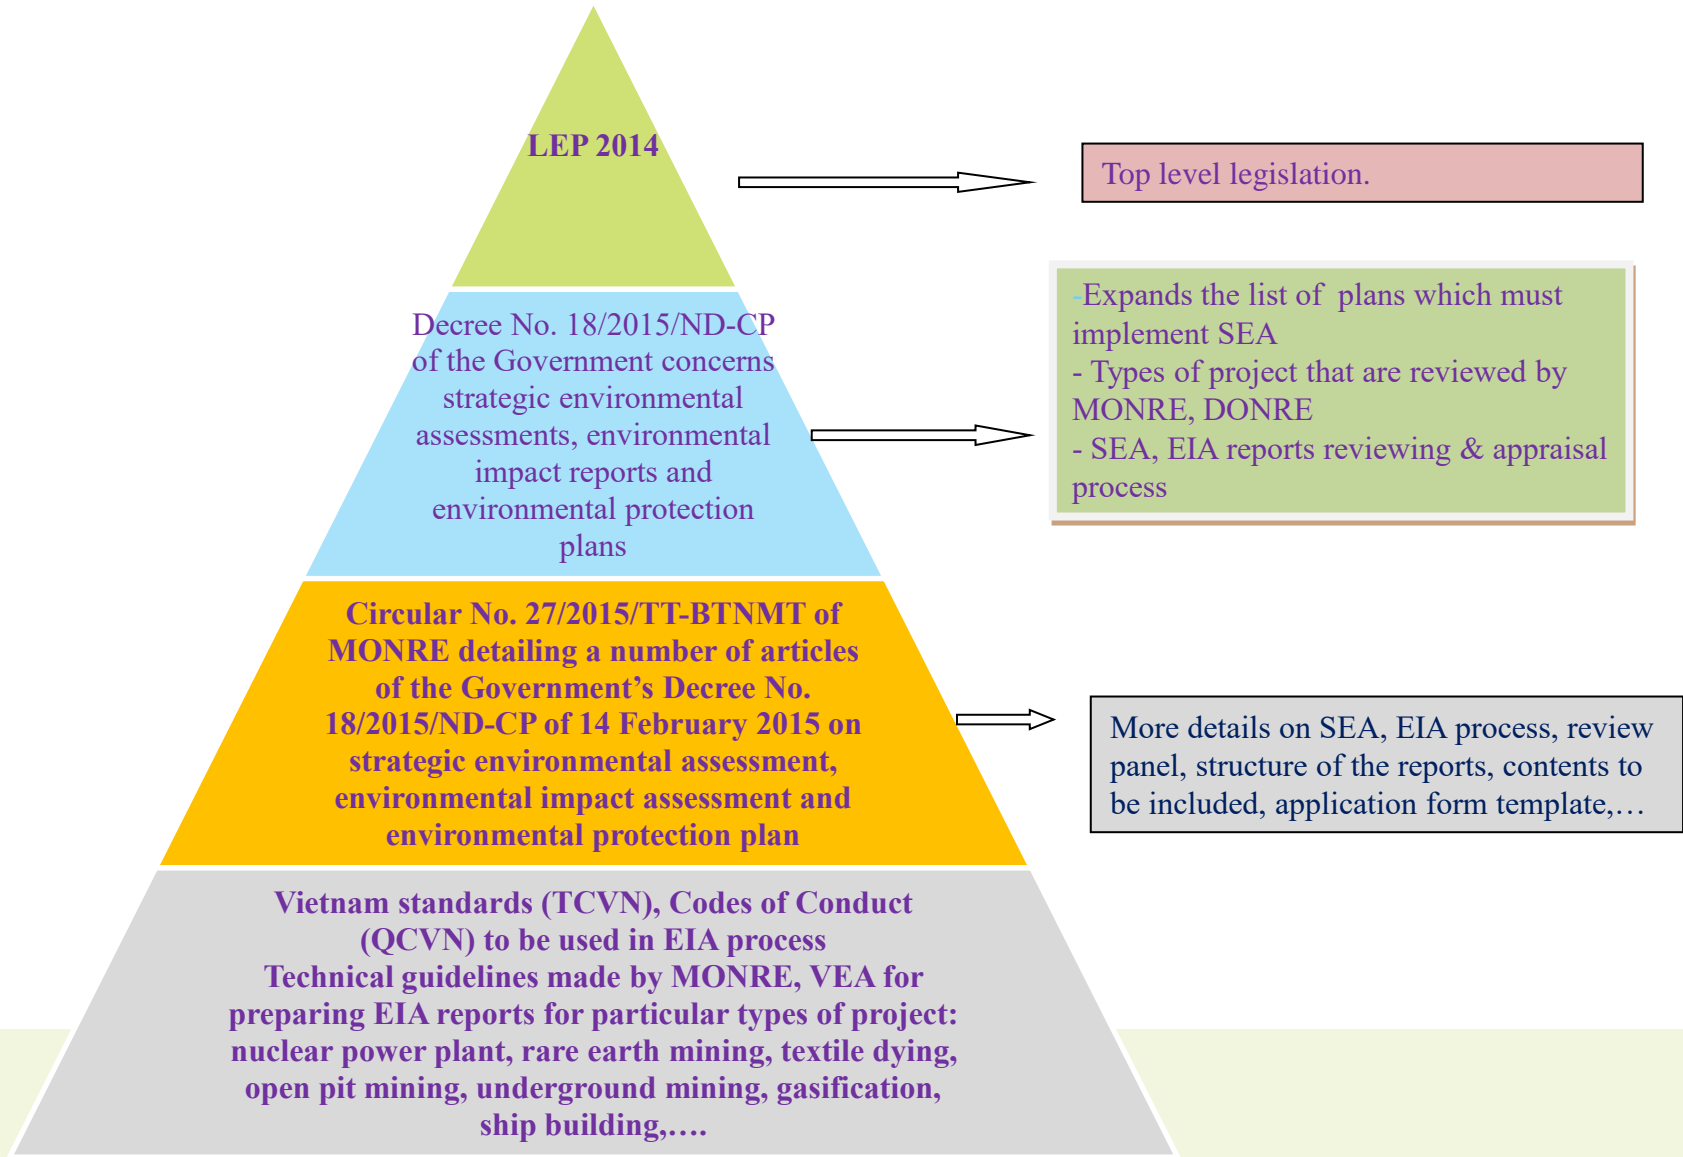 LEP 2014
Top level legislation.
Decree No. 18/2015/ND-CP
of the Government concerns
strategic environmental
assessments, environmental
impact reports and
environmental protection
plans
-Expands the list of  plans which must
implement SEA
- Types of project that are reviewed by
MONRE, DONRE
- SEA, EIA reports reviewing & appraisal
process
Circular No. 27/2015/TT-BTNMT of
MONRE detailing a number of articles
of the Government’s Decree No.
18/2015/ND-CP of 14 February 2015 on
strategic environmental assessment,
environmental impact assessment and
environmental protection plan
More details on SEA, EIA process, review
panel, structure of the reports, contents to
be included, application form template,…
Vietnam standards (TCVN), Codes of Conduct
(QCVN) to be used in EIA process
Technical guidelines made by MONRE, VEA for
preparing EIA reports for particular types of project:
nuclear power plant, rare earth mining, textile dying,
open pit mining, underground mining, gasification,
ship building,….